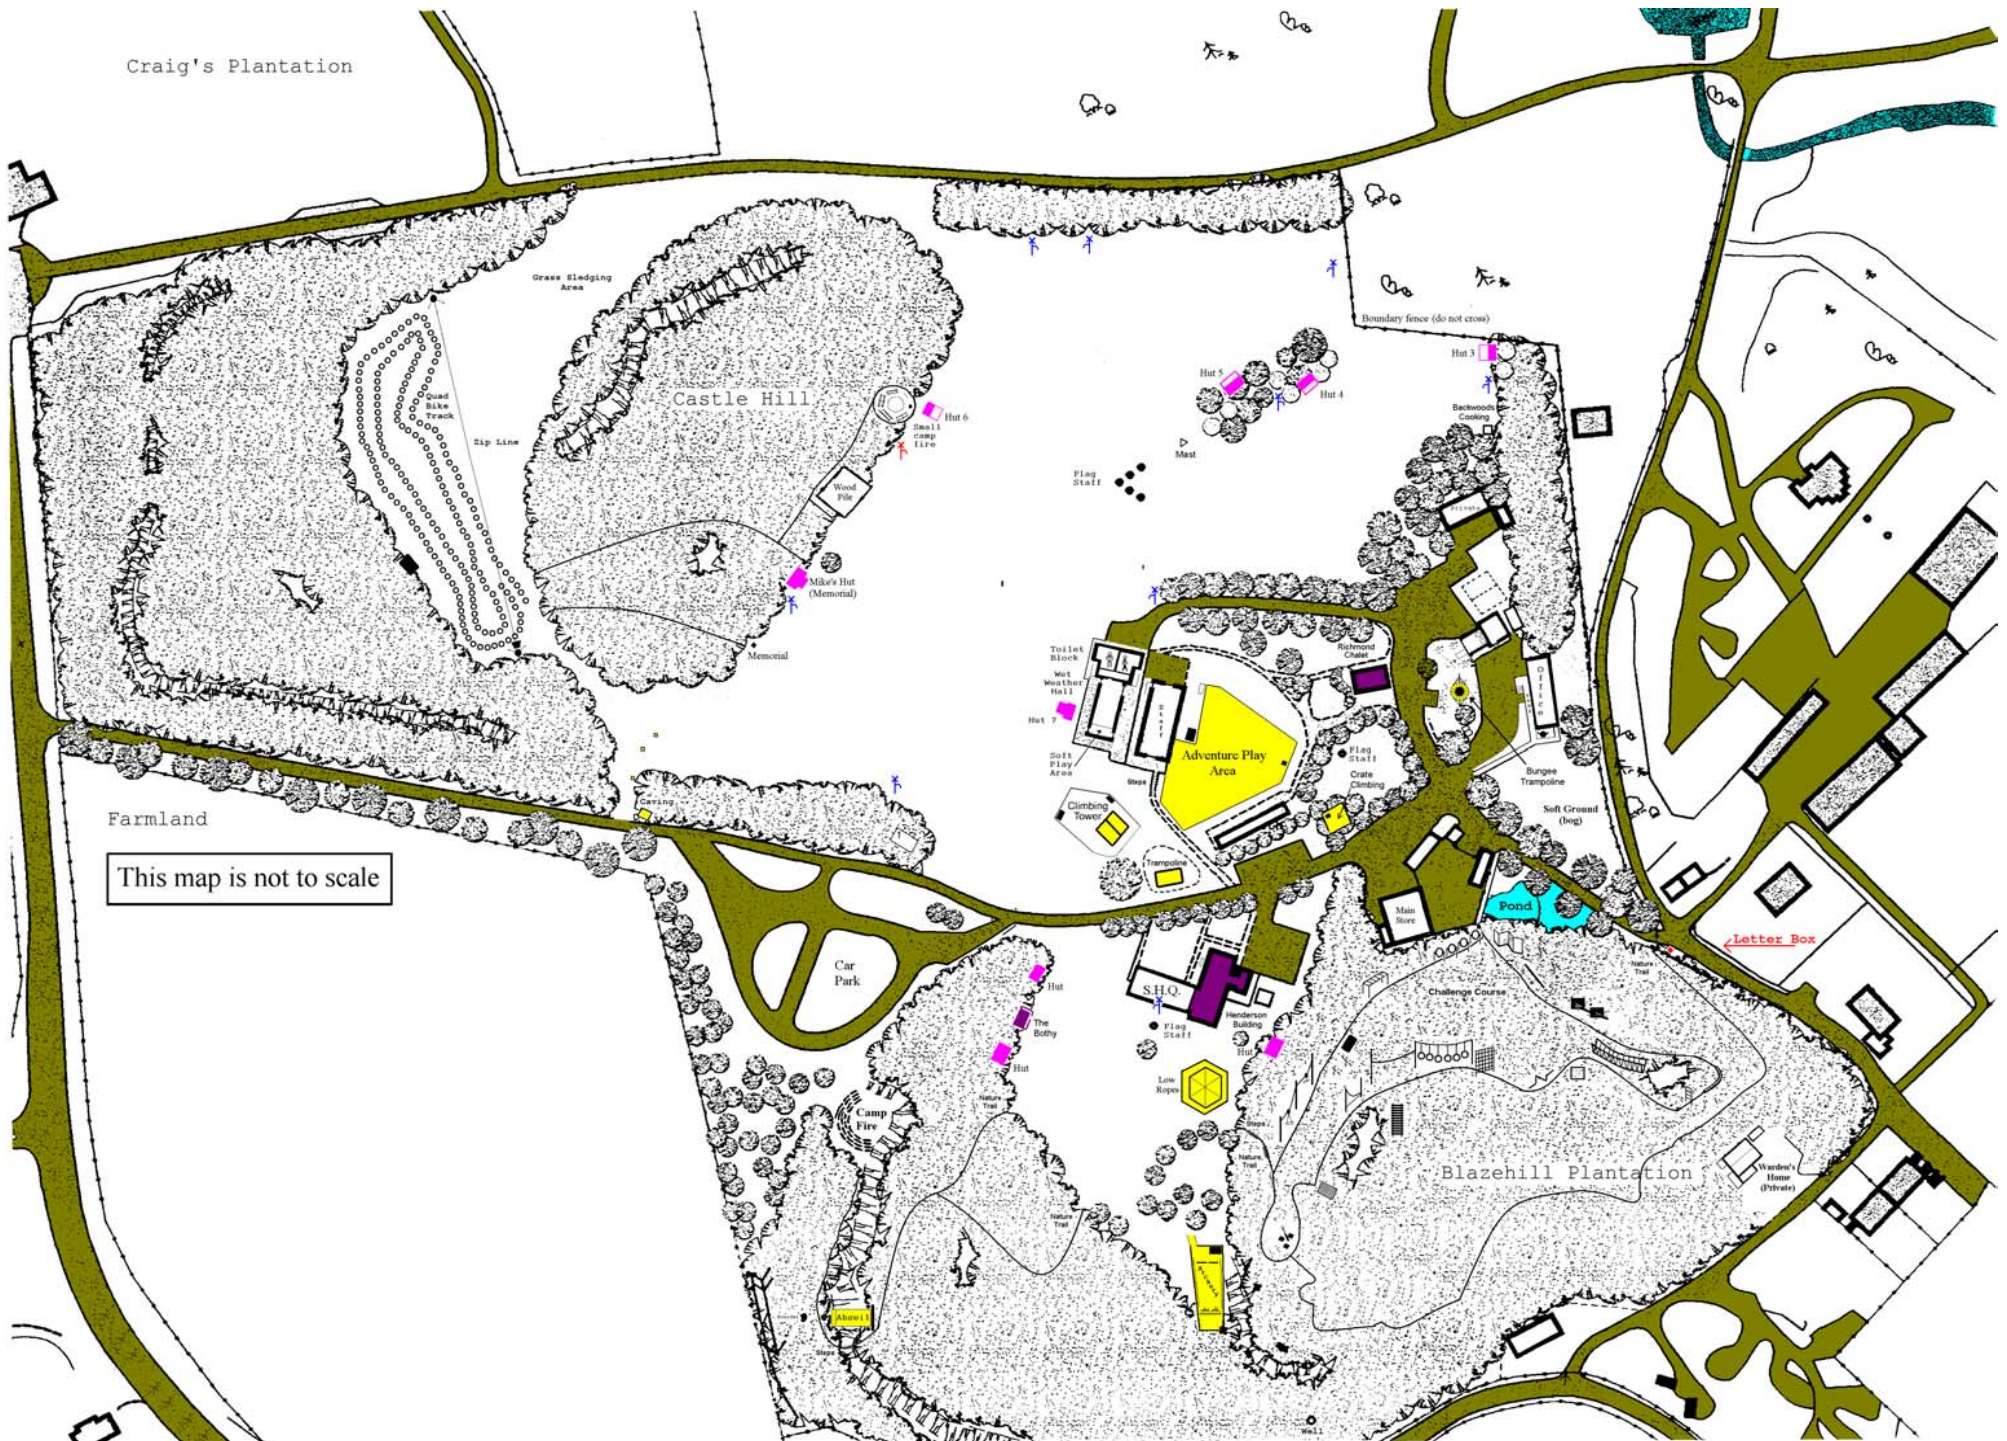 Craig's Plantation
Grass Sledging
Area
Boundary fence (do not cross)
Hut 3
Hut 5
Hut 4
Quad
Bike
Track
Castle Hill
Hut 6
Small
camp
fire
Backwoods
Cooking
Zip Line
Mast
Flag
Staff
Wood
Pile
Private
Mike's Hut
(Memorial)
Memorial
Toilet
Block
Wet
Weather
Hall
Hut 7
Staff
Richmond
Chalet
Office
Soft
Play
Area
Steps
Adventure Play
Area
Flag
Staff
Crate
Climbing
Bungee
Trampoline
Caving
Climbing
Tower
Soft Ground
(bog)
Farmland
This map is not to scale
Trampoline
Main
Store
Pond
Letter Box
Nature
Trail
Car
Park
Hut
S.H.Q.
Challenge Course
The
Bothy
Flag
Staff
Henderson
Building
Hut
Hut
Low
Ropes
Nature
Trail
Camp
Fire
Steps
Nature
Trail
Blazehill Plantation
Warden's
Home
(Private)
Nature
Trail
Abseil
Steps
Well